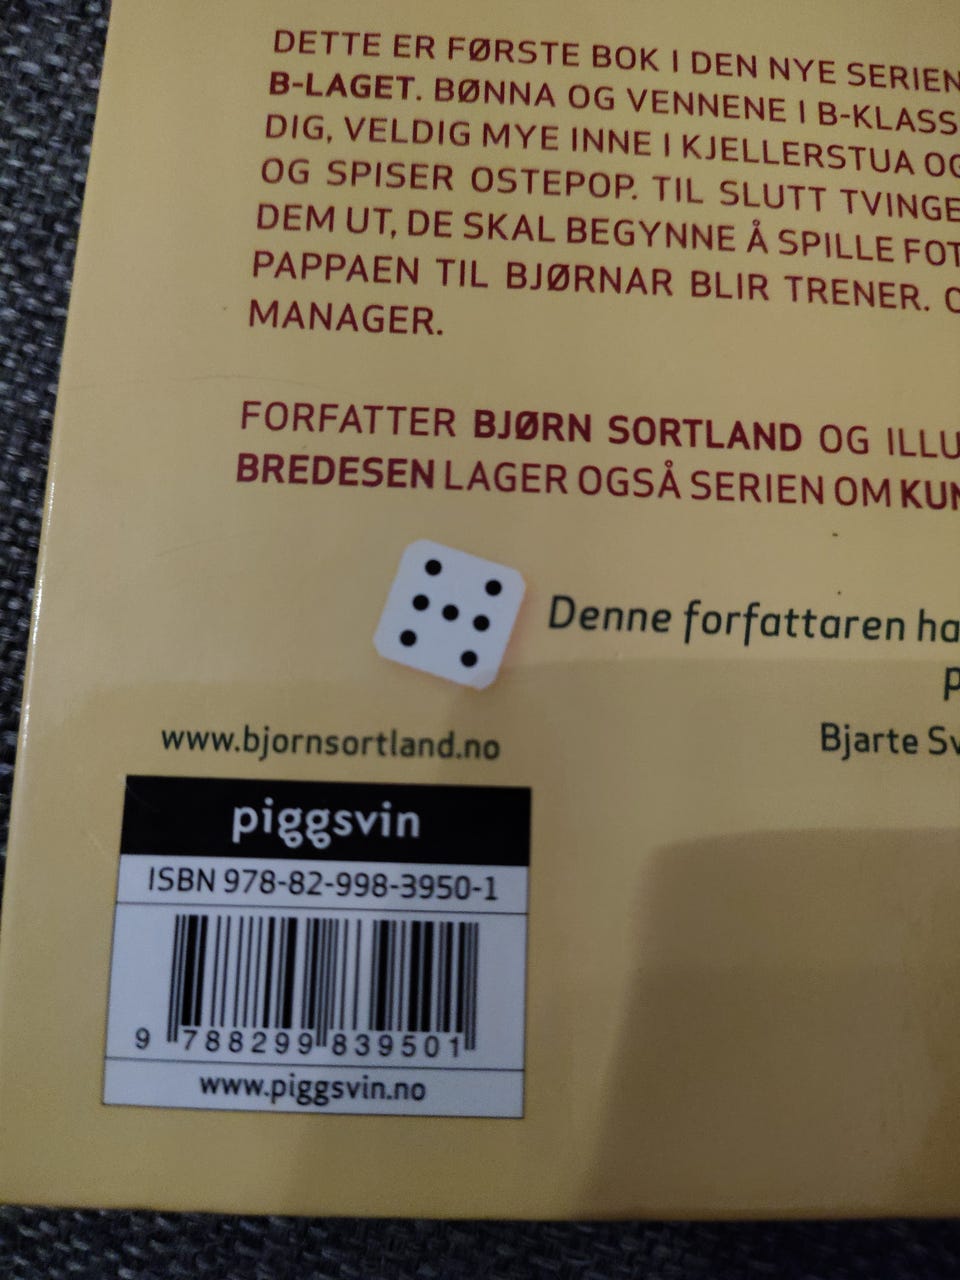 DETTE ER FØRSTE BOK I DEN NYE SERIEN
B-LAGET. BØNNA OG VENNENE I B-KLASS
DIG, VELDIG MYE INNE I KJELLERSTUA OG
OG SPISER OSTEPOP. TIL SLUTT TVINGE
DEM UT, DE SKAL BEGYNNE Å SPILLE FOT
PAPPAEN TIL BJØRNAR BLIR TRENER. O
MANAGER.
FORFATTER BJØRN SORTLAND OG ILLU
BREDESEN LAGER OGSÅ SERIEN OM KUN
Denne forfattaren ha
p
Bjarte Sv
www.bjornsortland.no
piggsvin
ISBN 978-82-998-3950-1
9 788299 839501
www.piggsvin.no